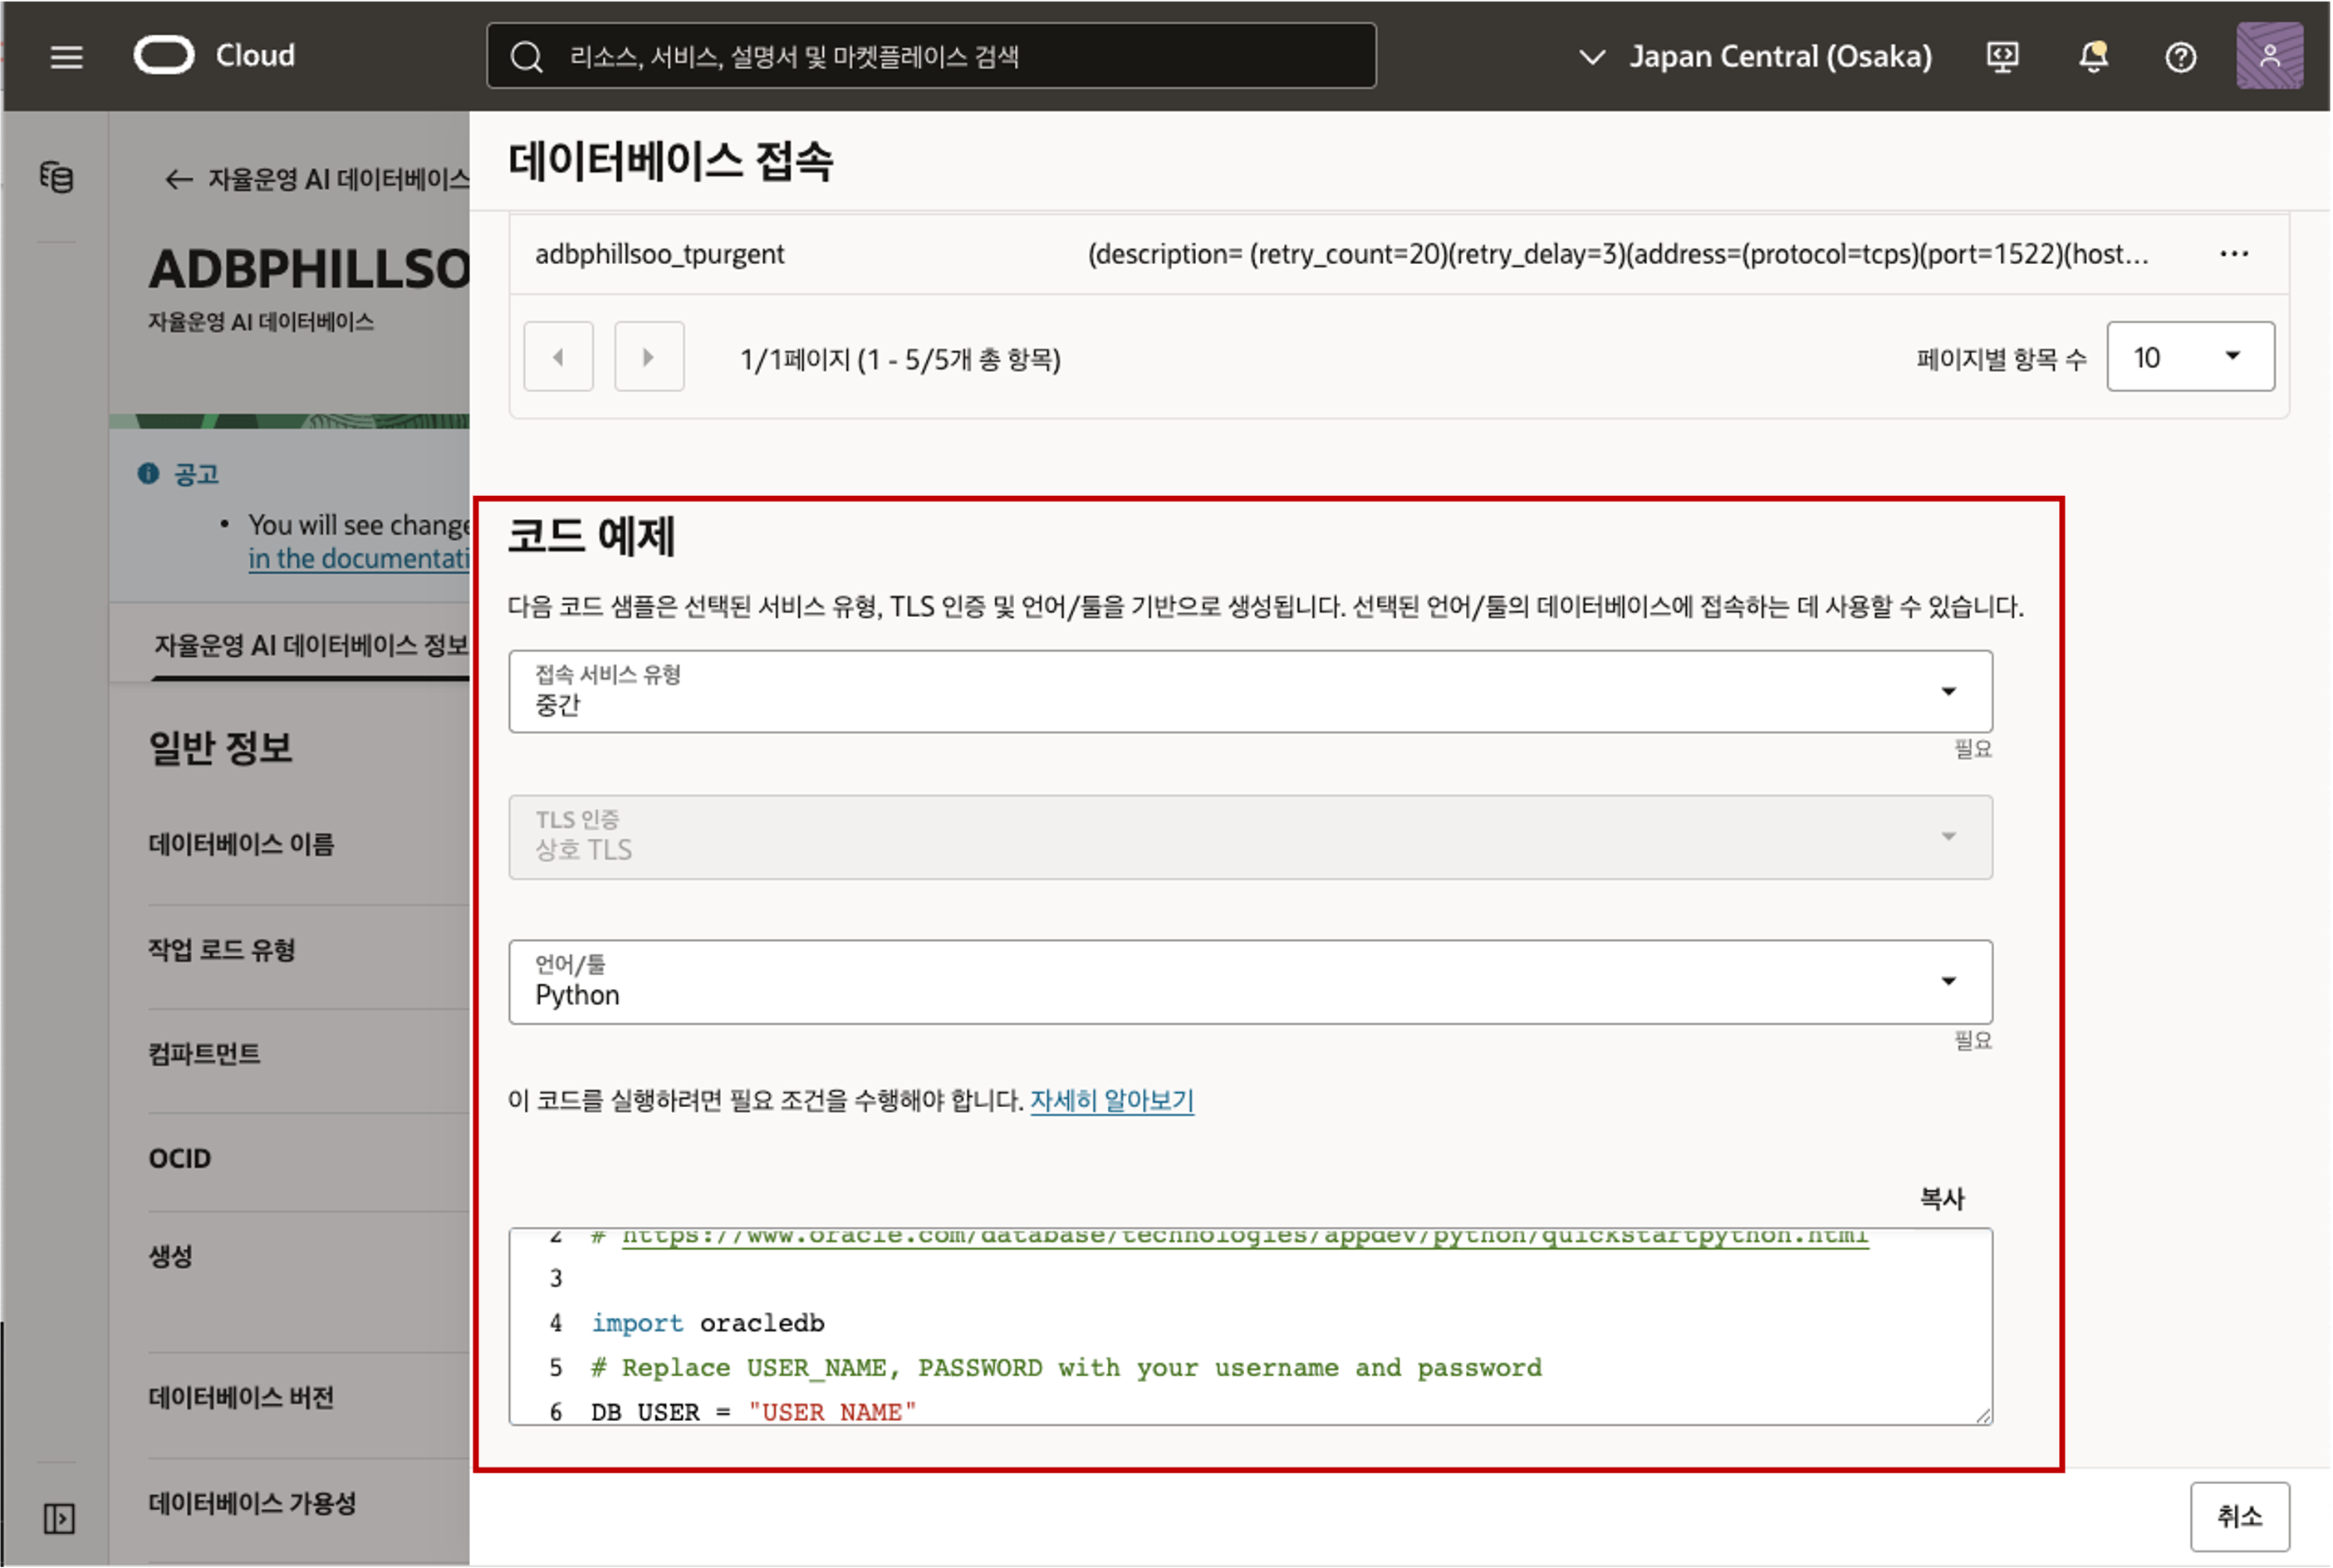 Cloud
리소스, 서비스, 설명서 및 마켓플레이스 검색
Japan Central (Osaka)
← 자율운영 AI 데이터베이스
ADBPHILLSO
자율운영 AI 데이터베이스
공고
• You will see change
in the documentati
자율운영 AI 데이터베이스 정보
일반 정보
데이터베이스 이름
작업 로드 유형
컴파트먼트
OCID
생성
데이터베이스 버전
데이터베이스 가용성
데이터베이스 접속
adbphillsoo_tpurgent (description= (retry_count=20)(retry_delay=3)(address=(protocol=tcps)(port=1522)(host... ...
1/1페이지 (1 - 5/5개 총 항목) 페이지별 항목 수 10
코드 예제
다음 코드 샘플은 선택된 서비스 유형, TLS 인증 및 언어/툴을 기반으로 생성됩니다. 선택된 언어/툴의 데이터베이스에 접속하는 데 사용할 수 있습니다.
접속 서비스 유형
중간
필요
TLS 인증
상호 TLS
언어/툴
Python
필요
이 코드를 실행하려면 필요 조건을 수행해야 합니다. 자세히 알아보기
복사
2 # https://www.oracle.com/database/technologies/appdev/python/quickstartpython.html
3
4 import oracledb
5 # Replace USER_NAME, PASSWORD with your username and password
6 DB USER = "USER NAME"
취소